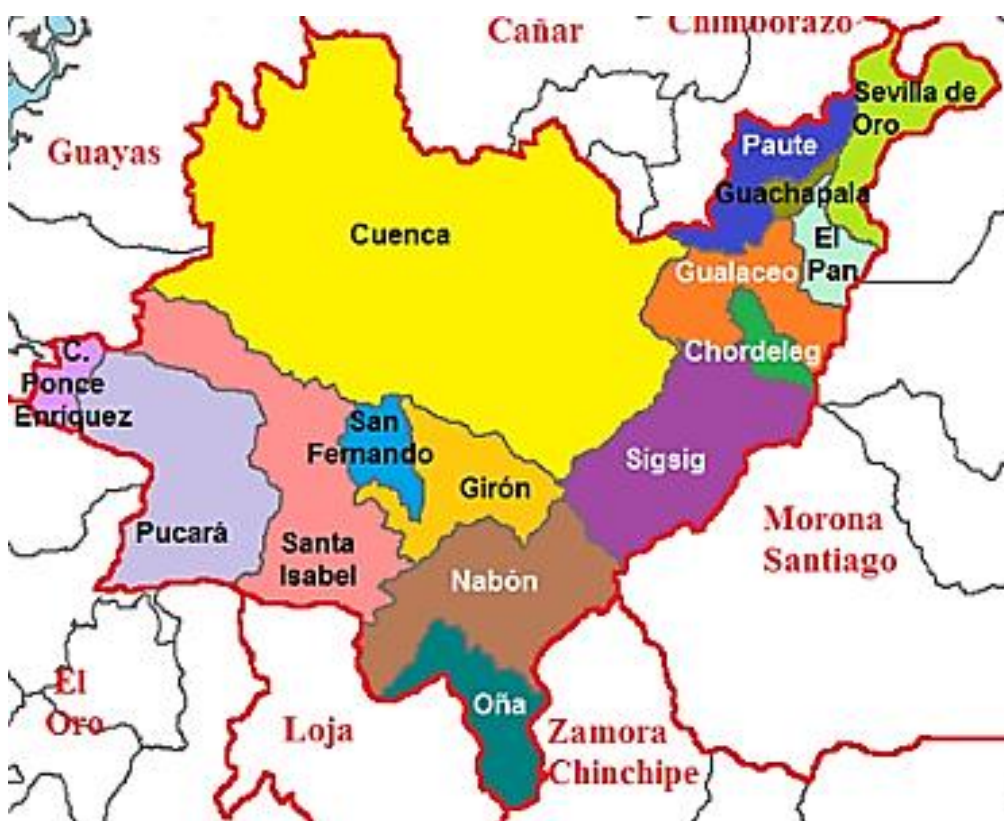 Cañar
Chimborazo
Sevilla de
Oro
Guayas
Paute
Guachapala
Cuenca
El
Pan
Gualaceo
C.
Ponce
Enríquez
Chordeleg
San
Fernando
Sigsig
Girón
Pucará
Santa
Isabel
Morona
Santiago
Nabón
El
Oro
Loja
Oña
Zamora
Chinchipe